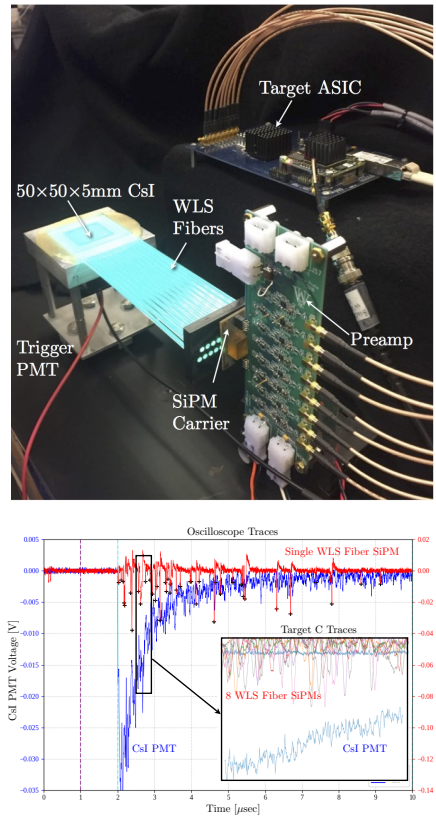 Target ASIC
50×50×5mm CsI
WLS
Fibers
Preamp
Trigger
PMT
SiPM
Carrier
Oscilloscope Traces
Single WLS Fiber SiPM
0.005
0.000
−0.005
−0.010
−0.015
−0.020
−0.025
−0.030
−0.035
CsI PMT Voltage [V]
0.02
0.00
−0.02
−0.04
−0.06
−0.08
−0.10
−0.12
−0.14
Target C Traces
8 WLS Fiber SiPMs
CsI PMT
CsI PMT
0 1 2 3 4 5 6 7 8 9 10
Time [μsec]